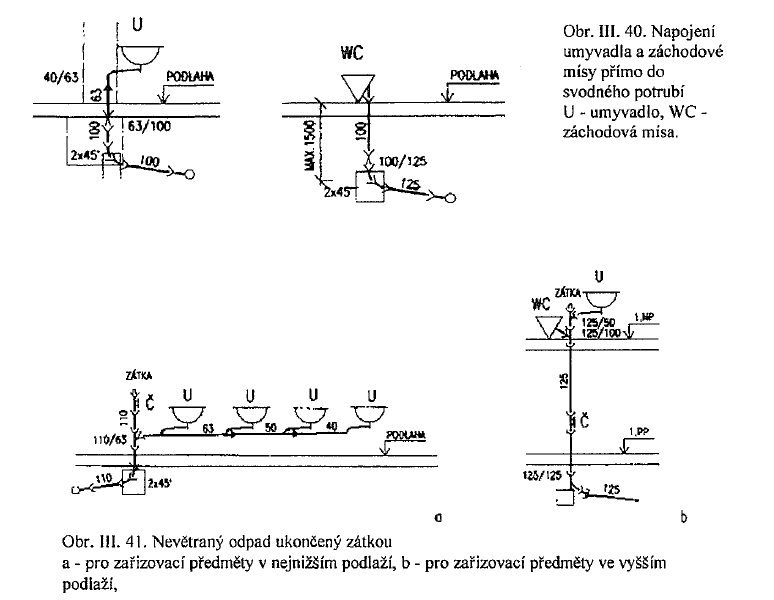 U
40/63
63
PODLAHA
100
63/100
2x45°
100
WC
PODLAHA
MAX. 1500
100
100/125
2x45°
125
Obr. III. 40. Napojení
umyvadla a záchodové
mísy přímo do
svodného potrubí
U - umyvadlo, WC -
záchodová mísa.
ZÁTKA
Č
110
U U U U
110/63
63 50 40
PODLAHA
110
2x45°
a
U
ZÁTKA
WC
125/50
125/100
1.NP
125
Č
1.PP
125/125
125
b
Obr. III. 41. Nevětraný odpad ukončený zátkou
a - pro zařizovací předměty v nejnižším podlaží, b - pro zařizovací předměty ve vyšším
podlaží,